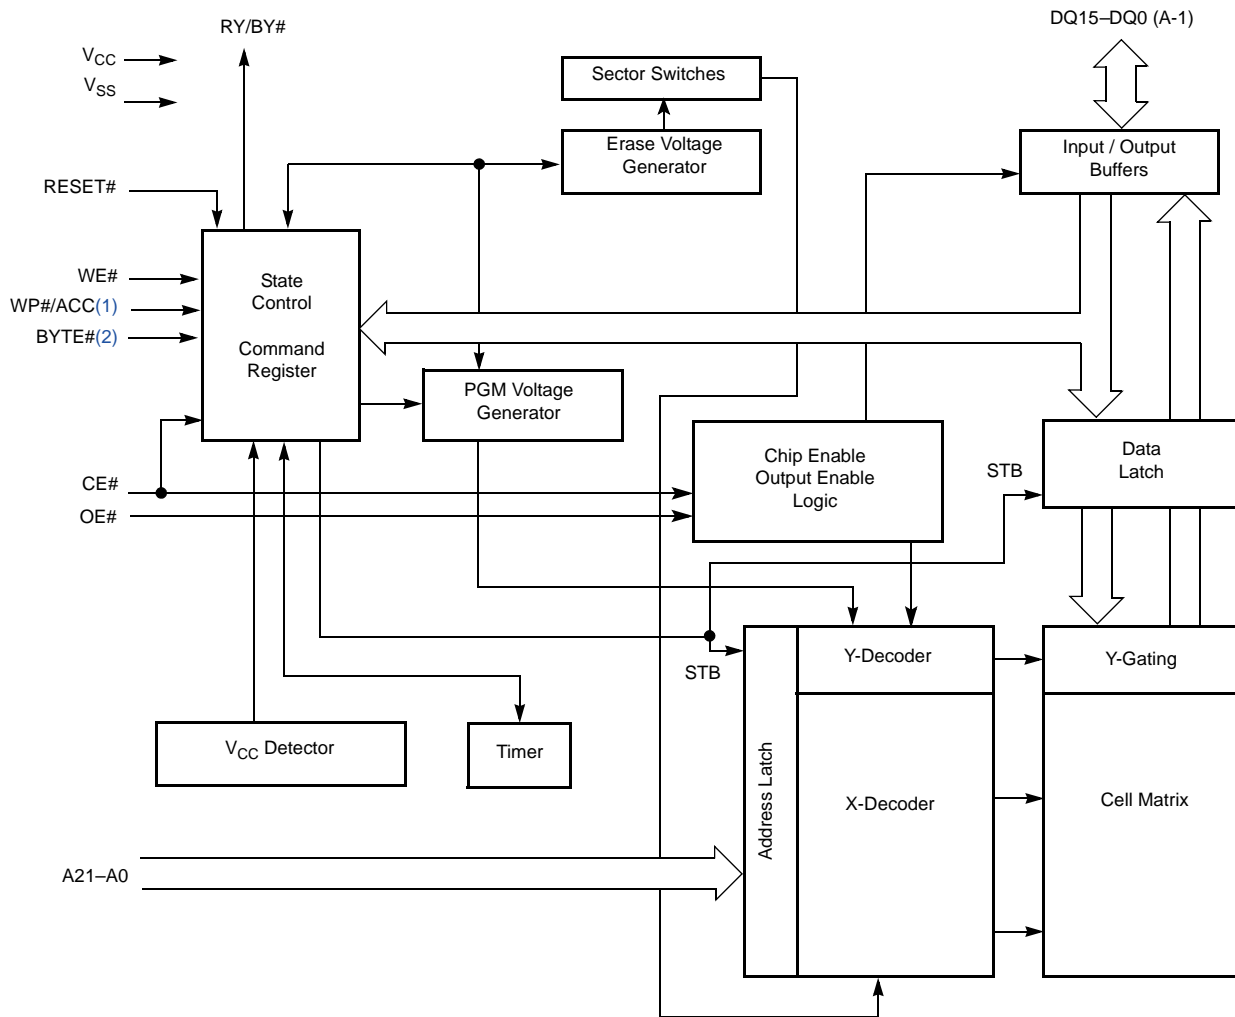 RY/BY#
DQ15–DQ0 (A-1)
VCC
VSS
Sector Switches
Erase Voltage
Generator
Input / Output
Buffers
RESET#
WE#
WP#/ACC(1)
BYTE#(2)
State
Control
Command
Register
PGM Voltage
Generator
Chip Enable
Output Enable
Logic
STB
Data
Latch
CE#
OE#
STB
Y-Decoder
Y-Gating
VCC Detector
Timer
Address Latch
X-Decoder
Cell Matrix
A21–A0